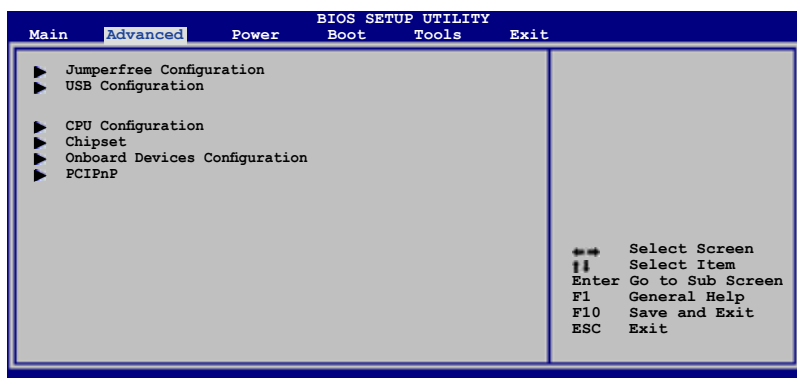 BIOS SETUP UTILITY
Main Advanced Power Boot Tools Exit
Jumperfree Configuration
USB Configuration
CPU Configuration
Chipset
Onboard Devices Configuration
PCIPnP
←→ Select Screen
↑↓ Select Item
Enter Go to Sub Screen
F1 General Help
F10 Save and Exit
ESC Exit